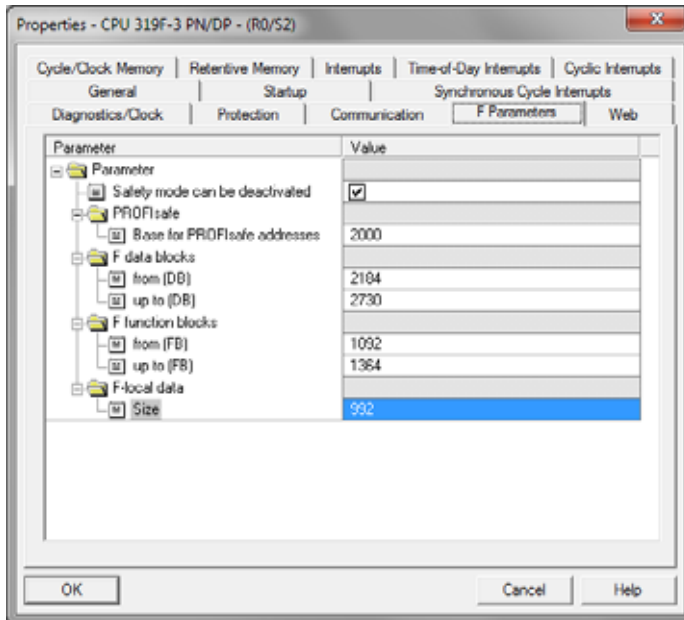 Properties - CPU 319F-3 PN/DP - (R0/S2)
Cycle/Clock Memory Retentive Memory Interrupts Time-of-Day Interrupts Cyclic Interrupts
General Startup Synchronous Cycle Interrupts
Diagnostics/Clock Protection Communication F Parameters Web
Parameter Value
Parameter
Safety mode can be deactivated
PROFIsafe
Base for PROFIsafe addresses 2000
F data blocks
from (DB) 2184
up to (DB) 2730
F function blocks
from (FB) 1092
up to (FB) 1364
F-local data
Size 992
OK Cancel Help